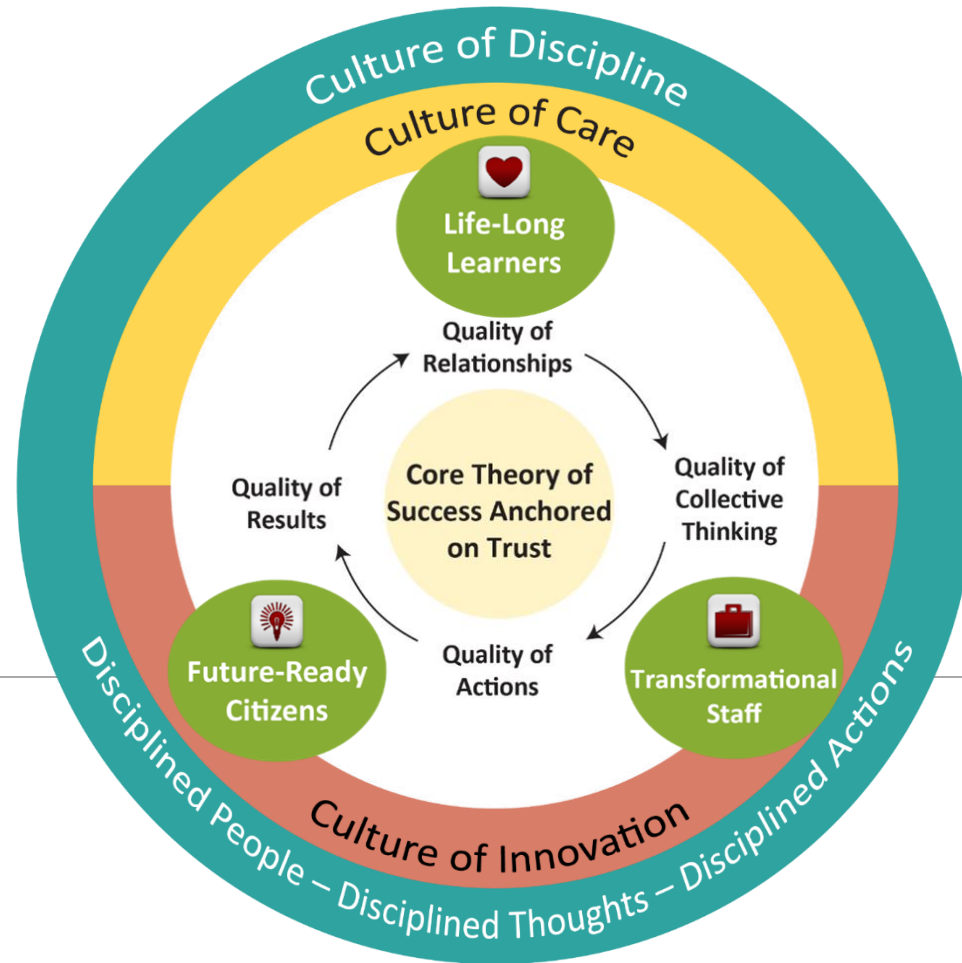 Culture of Discipline
Culture of Care
Life-Long
Learners
Quality of
Relationships
Quality of
Collective
Thinking
Core Theory of
Success Anchored
on Trust
Quality of
Results
Quality of
Actions
Future-Ready
Citizens
Transformational
Staff
Culture of Innovation
Disciplined People – Disciplined Thoughts – Disciplined Actions